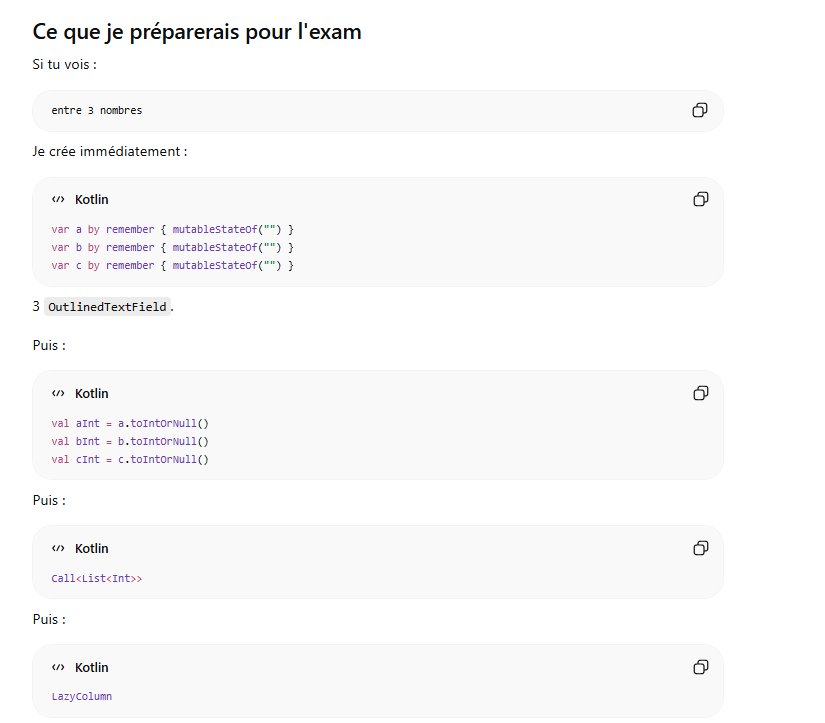 Ce que je préparerais pour l'exam
Si tu vois :
entre 3 nombres
Je crée immédiatement :
Kotlin
var a by remember { mutableStateOf("") }
var b by remember { mutableStateOf("") }
var c by remember { mutableStateOf("") }
3 OutlinedTextField.
Puis :
Kotlin
val aInt = a.toIntOrNull()
val bInt = b.toIntOrNull()
val cInt = c.toIntOrNull()
Puis :
Kotlin
Call<List<Int>>
Puis :
Kotlin
LazyColumn